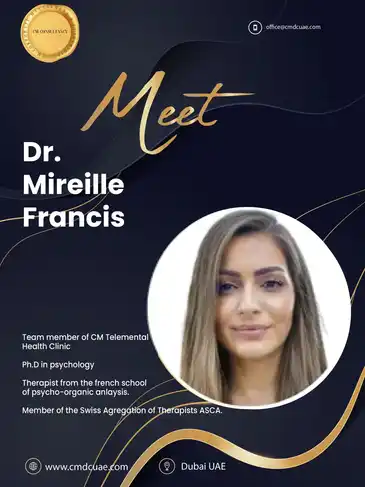 office@cmdcuae.com
Meet
Dr.
Mireille
Francis
Team member of CM Telemental
Health Clinic
Ph.D in psychology
Therapist from the french school
of psycho-organic anlaysis.
Member of the Swiss Agregation of Therapists ASCA.
www.cmdcuae.com
Dubai UAE